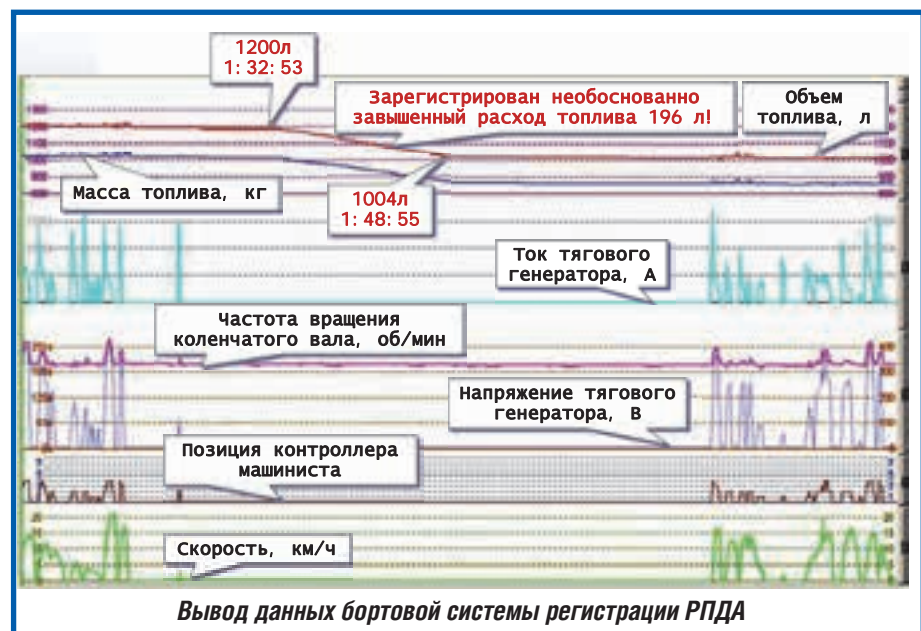 1200л
1:32:53
Зарегистрирован необоснованно
завышенный расход топлива 196 л!
Объем
топлива, л
Масса топлива, кг
1004л
1:48:55
Ток тягового
генератора, А
Частота вращения
коленчатого вала, об/мин
Напряжение тягового
генератора, В
Позиция контроллера
машиниста
Скорость, км/ч
Вывод данных бортовой системы регистрации РПДА